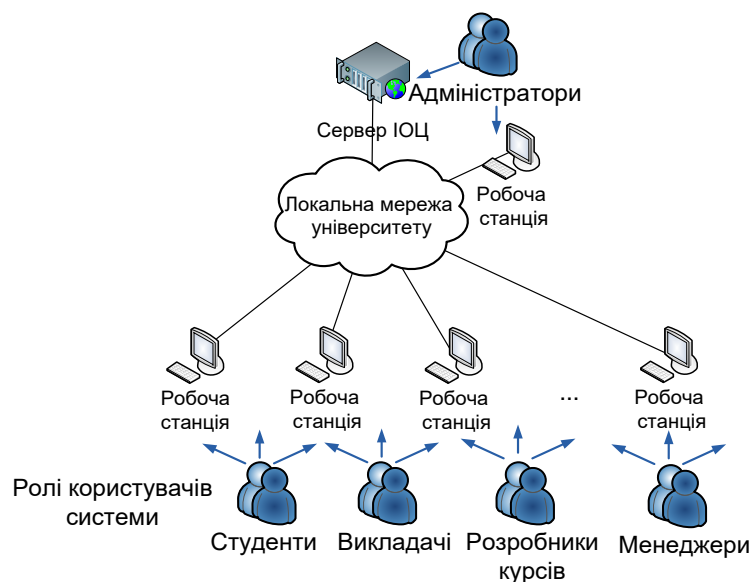 Адміністратори
Сервер ІОЦ
Робоча
станція
Локальна мережа
університету
Робоча
станція
Робоча
станція
Робоча
станція
...
Робоча
станція
Ролі користувачів
системи
Студенти
Викладачі
Розробники
курсів
Менеджери